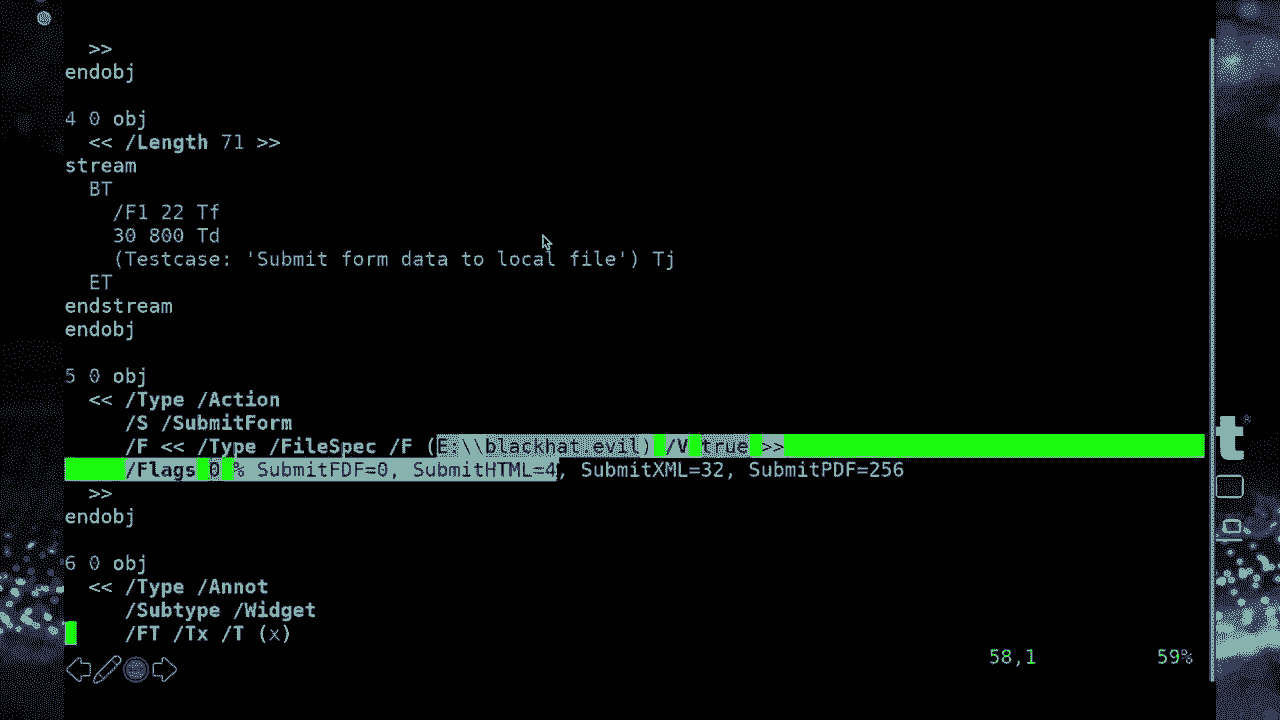 >>
endobj
4 0 obj
<< /Length 71 >>
stream
BT
/F1 22 Tf
30 800 Td
(Testcase: 'Submit form data to local file') Tj
ET
endstream
endobj
5 0 obj
<< /Type /Action
/S /SubmitForm
/F << /Type /FileSpec /F (E:\\blackhat.evil) /V true >>
/Flags 0 % SubmitFDF=0, SubmitHTML=4, SubmitXML=32, SubmitPDF=256
>>
endobj
6 0 obj
<< /Type /Annot
/Subtype /Widget
/FT /Tx /T (x)
58,1 59%
t